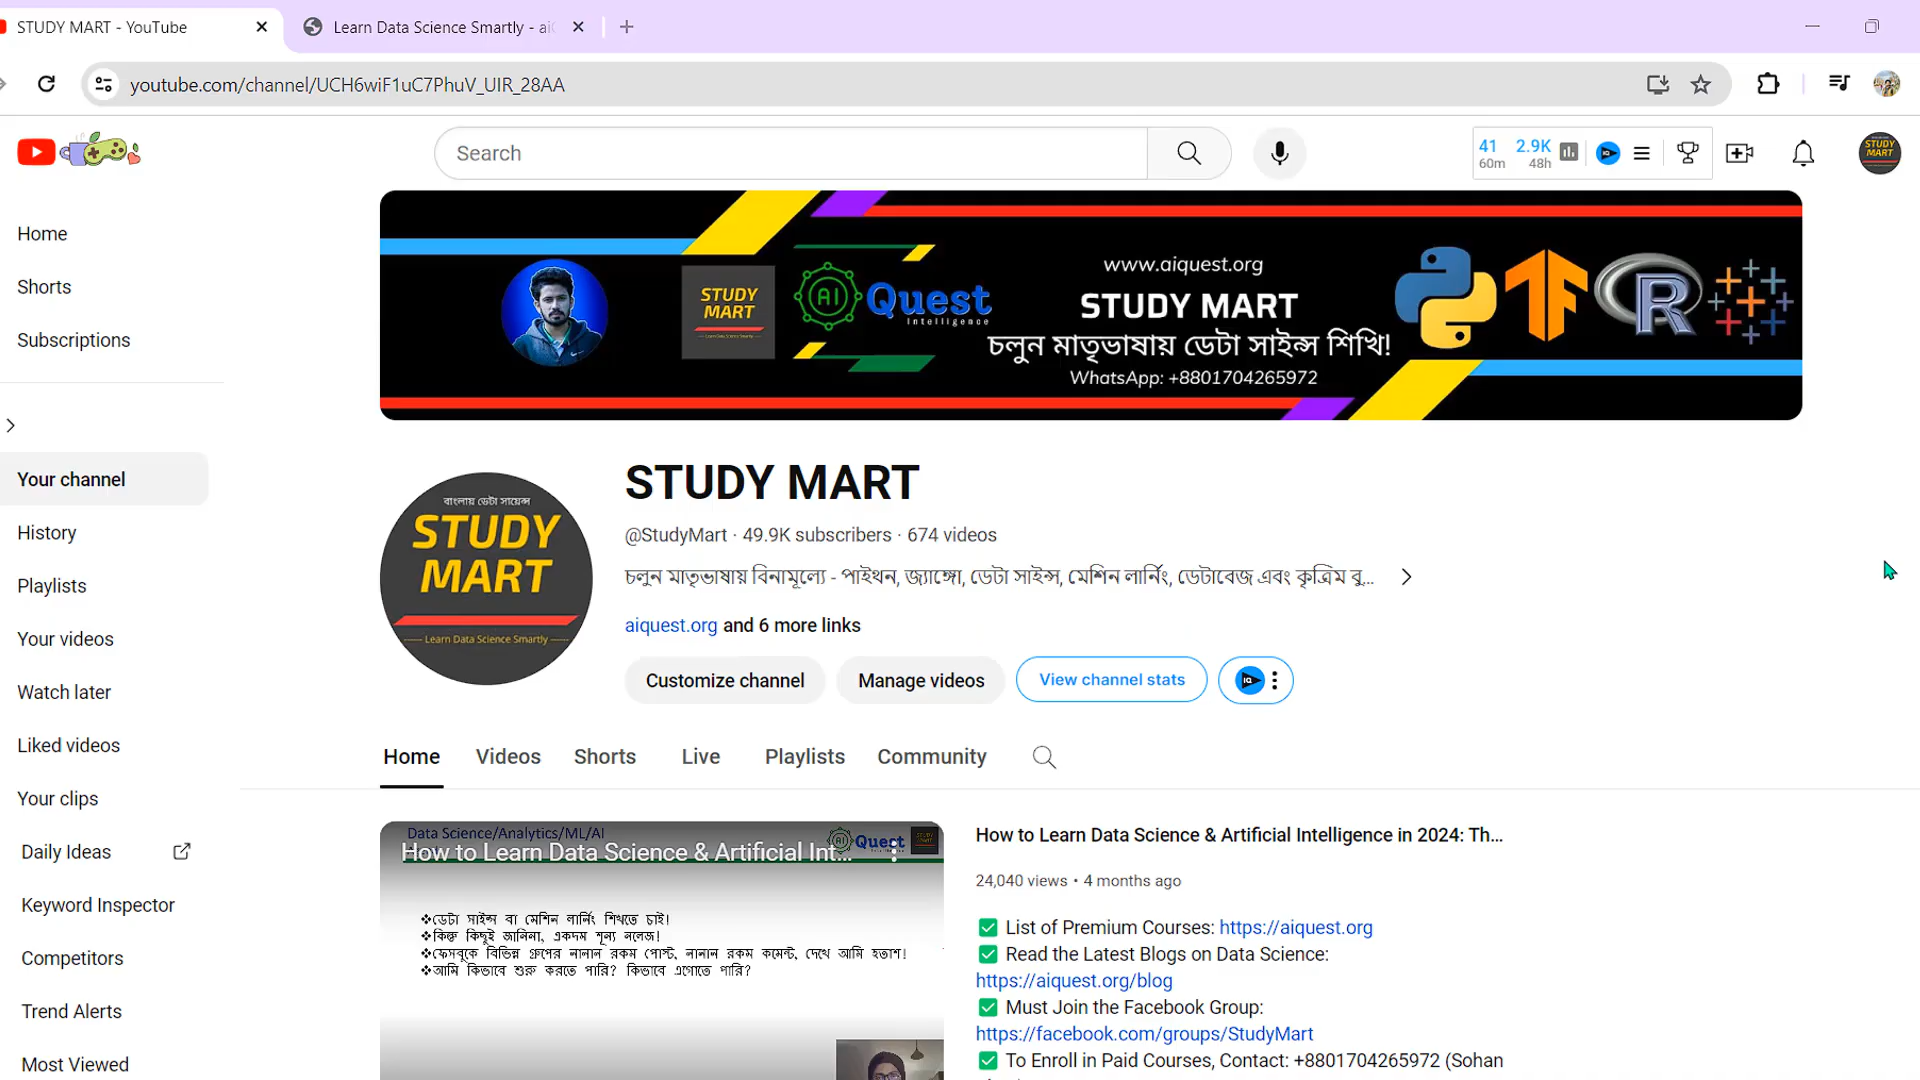 STUDY MART - YouTube
Learn Data Science Smartly - ai
youtube.com/channel/UCH6wiF1uC7PhuV_UIR_28AA
Search
41 2.9K
60m 48h
STUDY MART
Home
Shorts
Subscriptions
Your channel
History
Playlists
Your videos
Watch later
Liked videos
Your clips
Daily Ideas
Keyword Inspector
Competitors
Trend Alerts
Most Viewed
STUDY MART
AI Quest
Intelligence
www.aiquest.org
STUDY MART
চলুন মাতৃভাষায় ডেটা সাইন্স শিখি!
WhatsApp: +8801704265972
বাংলায় ডেটা সায়েন্স
STUDY
MART
Learn Data Science Smartly
STUDY MART
@StudyMart · 49.9K subscribers · 674 videos
চলুন মাতৃভাষায় বিনামূল্যে - পাইথন, জ্যাঙ্গো, ডেটা সাইন্স, মেশিন লার্নিং, ডেটাবেজ এবং কৃত্রিম বু...
aiquest.org and 6 more links
Customize channel
Manage videos
View channel stats
Home
Videos
Shorts
Live
Playlists
Community
Data Science/Analytics/ML/AI
Quest
How to Learn Data Science & Artificial Int...
❖ডেটা সাইন্স বা মেশিন লার্নিং শিখতে চাই!
❖কিন্তু কিছুই জানিনা, একদম শূন্য নলেজ!
❖ফেসবুকে বিভিন্ন গ্রুপের নানান রকম পোস্ট, নানান রকম কমেন্ট, দেখে আমি হতাশ!
❖আমি কিভাবে শুরু করতে পারি? কিভাবে এগোতে পারি?
How to Learn Data Science & Artificial Intelligence in 2024: Th...
24,040 views • 4 months ago
✅ List of Premium Courses: https://aiquest.org
✅ Read the Latest Blogs on Data Science:
https://aiquest.org/blog
✅ Must Join the Facebook Group:
https://facebook.com/groups/StudyMart
✅ To Enroll in Paid Courses, Contact: +8801704265972 (Sohan